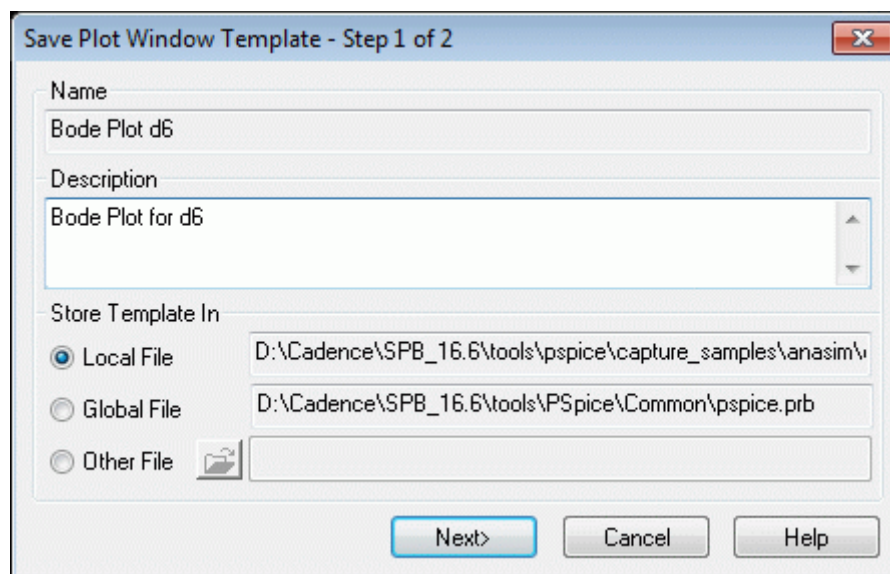 Save Plot Window Template - Step 1 of 2
Name
Bode Plot d6
Description
Bode Plot for d6
Store Template In
Local File D:\Cadence\SPB_16.6\tools\pspice\capture_samples\anasim\
Global File D:\Cadence\SPB_16.6\tools\PSpice\Common\pspice.prb
Other File
Next> Cancel Help